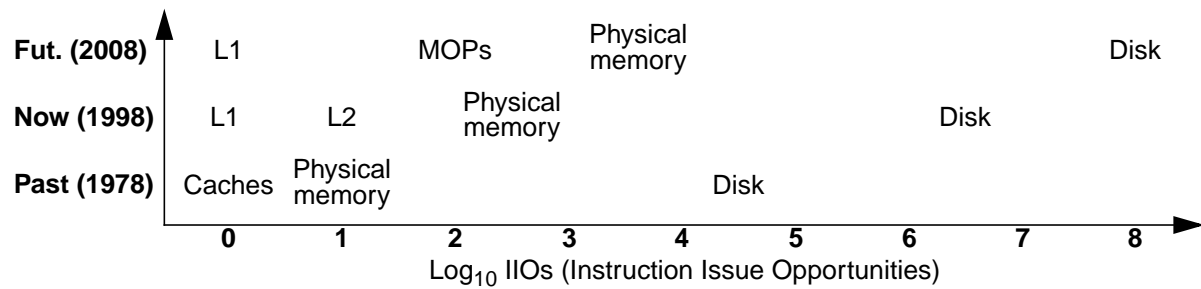 Fut. (2008) L1 MOPs Physical memory Disk
Now (1998) L1 L2 Physical memory Disk
Past (1978) Caches Physical memory Disk
0 1 2 3 4 5 6 7 8
Log10 IIOs (Instruction Issue Opportunities)